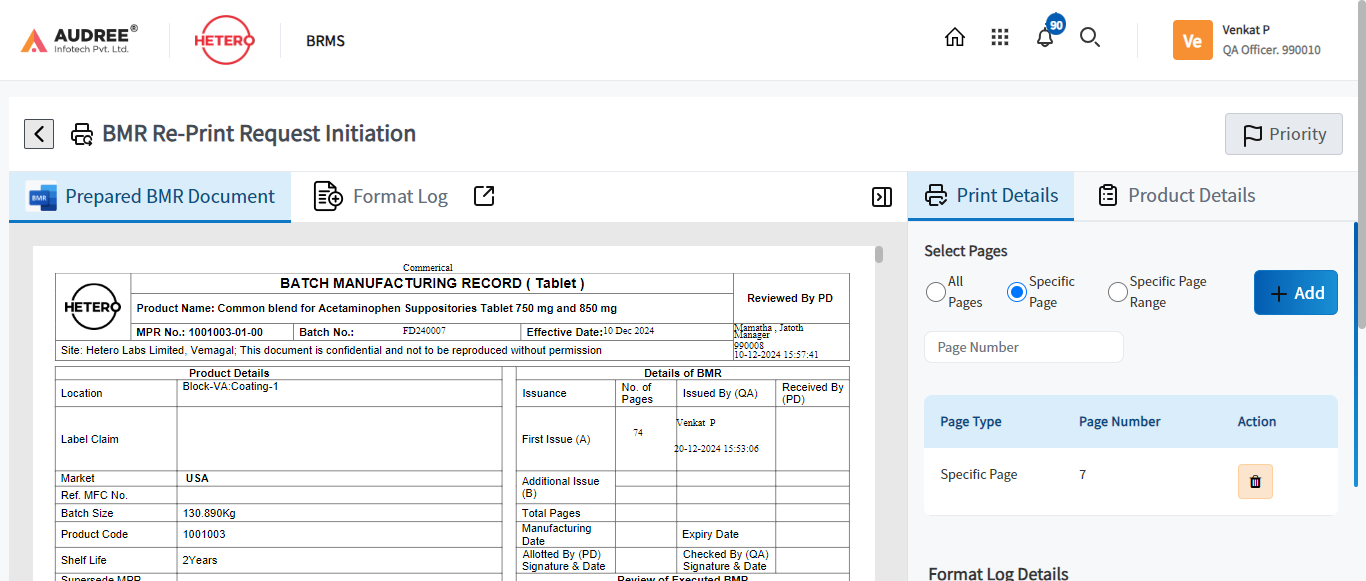 AUDREE®
Infotech Pvt. Ltd.
HETERO
BRMS
90
Ve
Venkat P
QA Officer. 990010
BMR Re-Print Request Initiation
Priority
BMR
Prepared BMR Document
Format Log
Print Details
Product Details
Commerical
HETERO
BATCH MANUFACTURING RECORD ( Tablet )
Reviewed By PD
Product Name: Common blend for Acetaminophen Suppositories Tablet 750 mg and 850 mg
MPR No.: 1001003-01-00
Batch No.:
FD240007
Effective Date:10 Dec 2024
Mamatha , Jatoth
Manager
990008
10-12-2024 15:57:41
Site: Hetero Labs Limited, Vemagal; This document is confidential and not to be reproduced without permission
Product Details
Location
Block-VA:Coating-1
Label Claim
Market
USA
Ref. MFC No.
Batch Size
130.890Kg
Product Code
1001003
Shelf Life
2Years
Supersede MPR
Details of BMR
Issuance
No. of
Pages
Issued By (QA)
Received By
(PD)
First Issue (A)
74
Venkat P
20-12-2024 15:53:06
Additional Issue
(B)
Total Pages
Manufacturing
Date
Expiry Date
Allotted By (PD)
Signature & Date
Checked By (QA)
Signature & Date
Review of Executed BMR
Select Pages
All
Pages
Specific
Page
Specific Page
Range
Add
Page Number
Page Type
Page Number
Action
Specific Page
7
Format Log Details